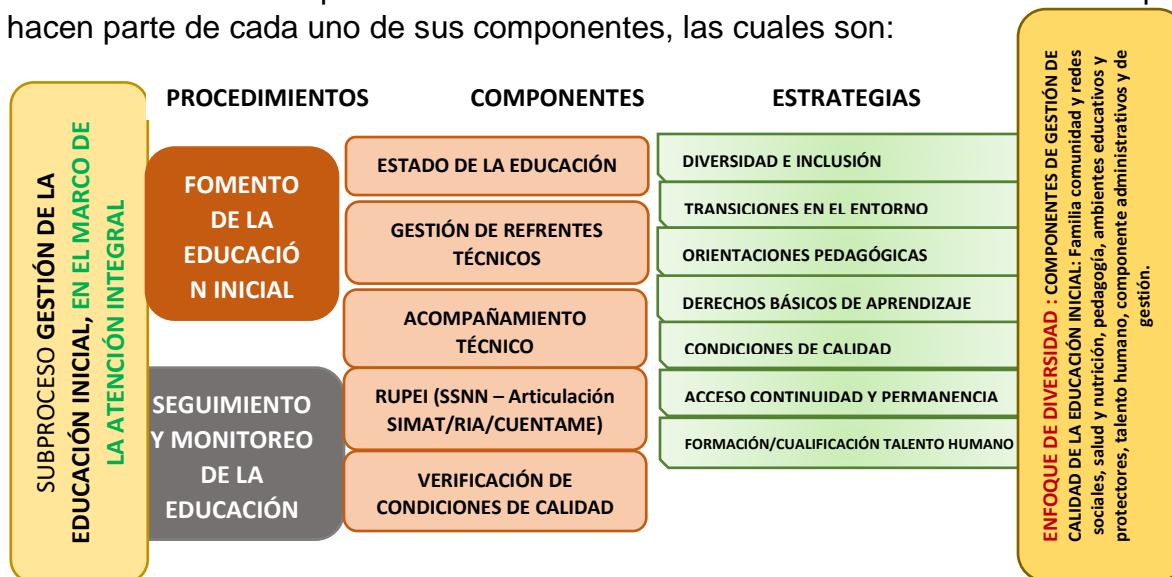 hacen parte de cada uno de sus componentes, las cuales son:
SUBPROCESO GESTIÓN DE LA
EDUCACIÓN INICIAL, EN EL MARCO DE
LA ATENCIÓN INTEGRAL
PROCEDIMIENTOS
FOMENTO
DE LA
EDUCACIÓ
N INICIAL
SEGUIMIENTO
Y MONITOREO
DE LA
EDUCACIÓN
COMPONENTES
ESTADO DE LA EDUCACIÓN
GESTIÓN DE REFRENTES
TÉCNICOS
ACOMPAÑAMIENTO
TÉCNICO
RUPEI (SSNN – Articulación
SIMAT/RIA/CUENTAME)
VERIFICACIÓN DE
CONDICIONES DE CALIDAD
ESTRATEGIAS
DIVERSIDAD E INCLUSIÓN
TRANSICIONES EN EL ENTORNO
ORIENTACIONES PEDAGÓGICAS
DERECHOS BÁSICOS DE APRENDIZAJE
CONDICIONES DE CALIDAD
ACCESO CONTINUIDAD Y PERMANENCIA
FORMACIÓN/CUALIFICACIÓN TALENTO HUMANO
ENFOQUE DE DIVERSIDAD : COMPONENTES DE GESTIÓN DE
CALIDAD DE LA EDUCACIÓN INICIAL: Familia comunidad y redes
sociales, salud y nutrición, pedagogía, ambientes educativos y
protectores, talento humano, componente administrativos y de
gestión.